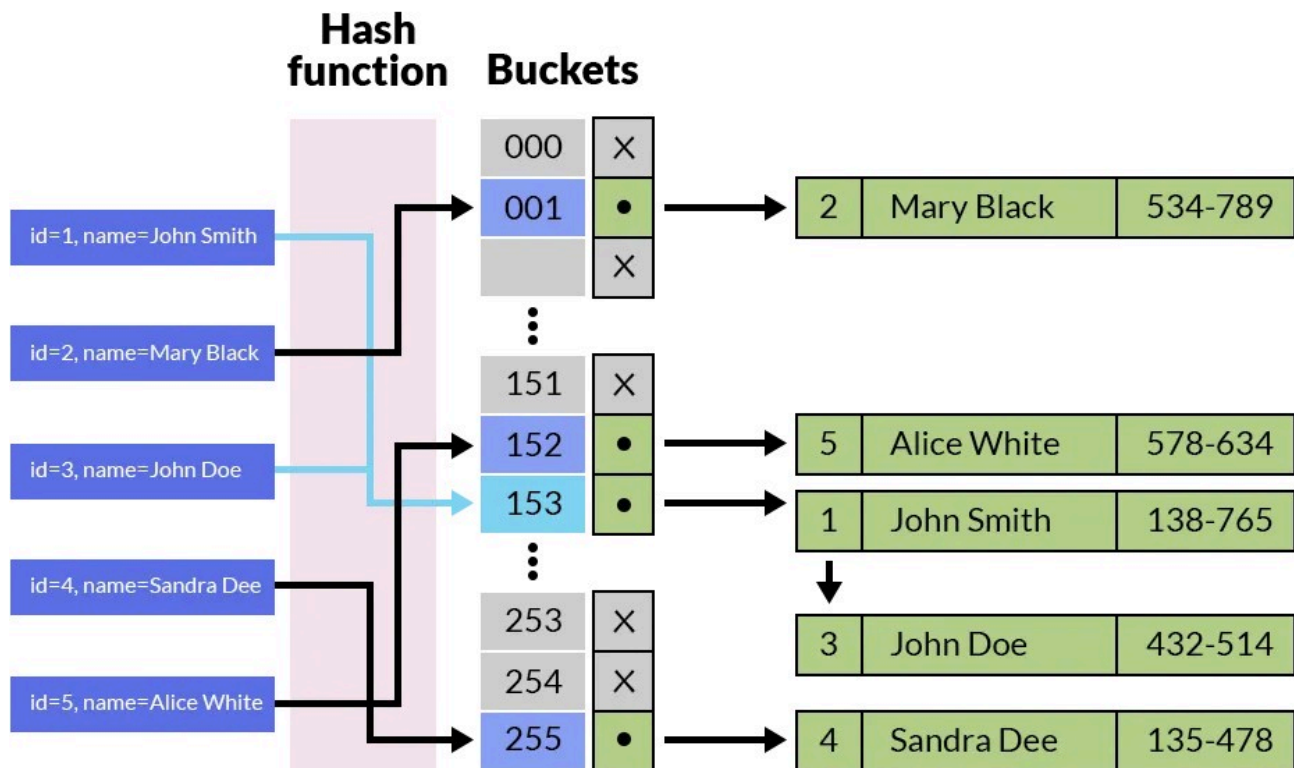 Hash
function
Buckets
id=1, name=John Smith
id=2, name=Mary Black
id=3, name=John Doe
id=4, name=Sandra Dee
id=5, name=Alice White
000
001
151
152
153
253
254
255
2 Mary Black 534-789
5 Alice White 578-634
1 John Smith 138-765
3 John Doe 432-514
4 Sandra Dee 135-478